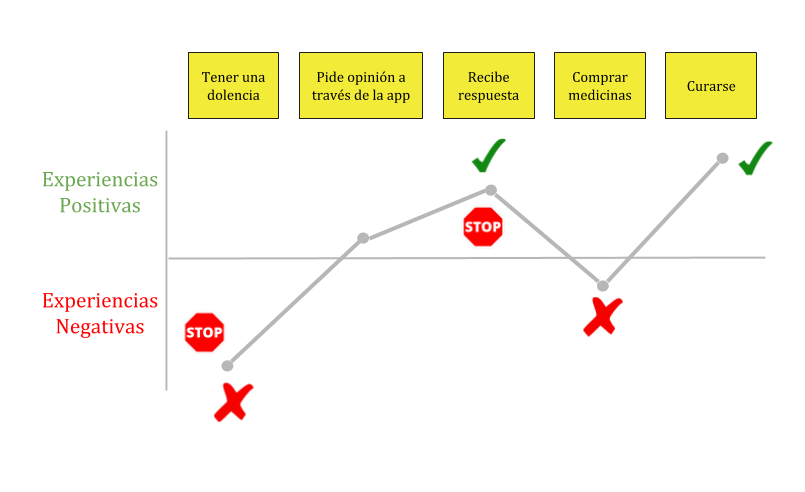 Tener una
dolencia
Pide opinión a
través de la app
Recibe
respuesta
Comprar
medicinas
Curarse
Experiencias
Positivas
STOP
Experiencias
Negativas
STOP